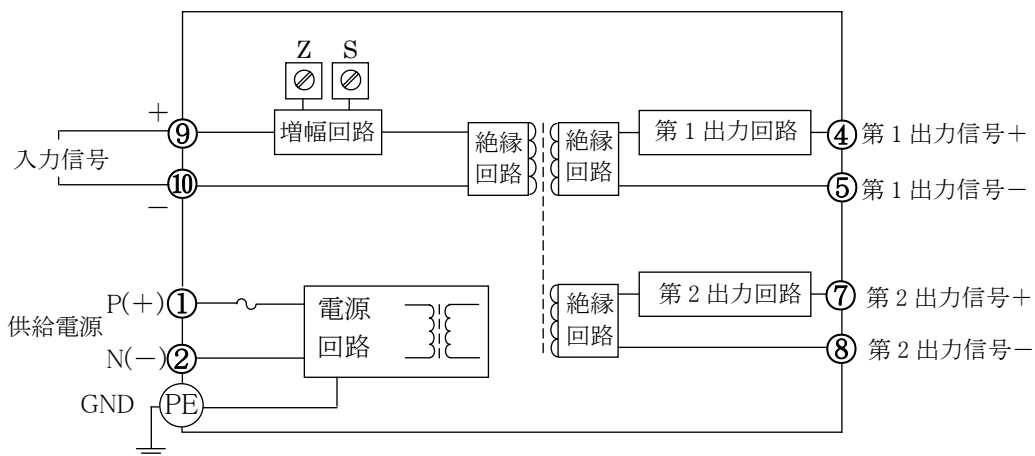 Z S
+
⑨
増幅回路
絶縁
回路
絶縁
回路
第1出力回路
④ 第1出力信号+
入力信号
⑩
−
⑤ 第1出力信号−
P(+) ①
供給電源
N(−) ②
電源
回路
絶縁
回路
第2出力回路
⑦ 第2出力信号+
⑧ 第2出力信号−
GND PE